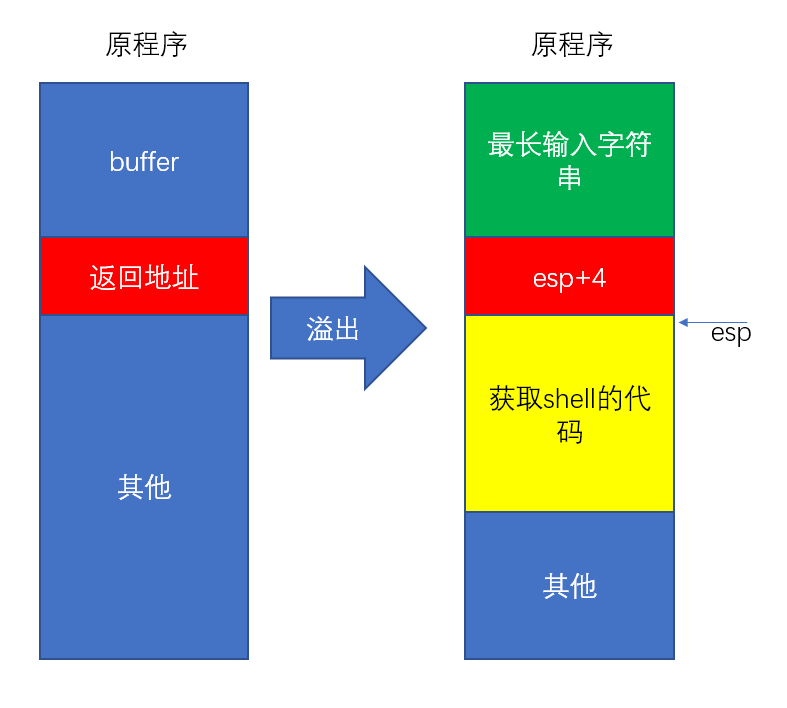 原程序
buffer
返回地址
其他
溢出
原程序
最长输入字符
串
esp+4
esp
获取shell的代
码
其他